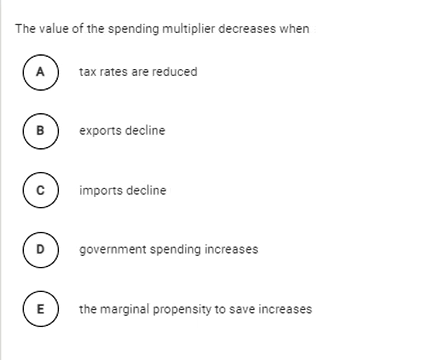 The value of the spending multiplier decreases when
A tax rates are reduced
B exports decline
C imports decline
D government spending increases
E the marginal propensity to save increases